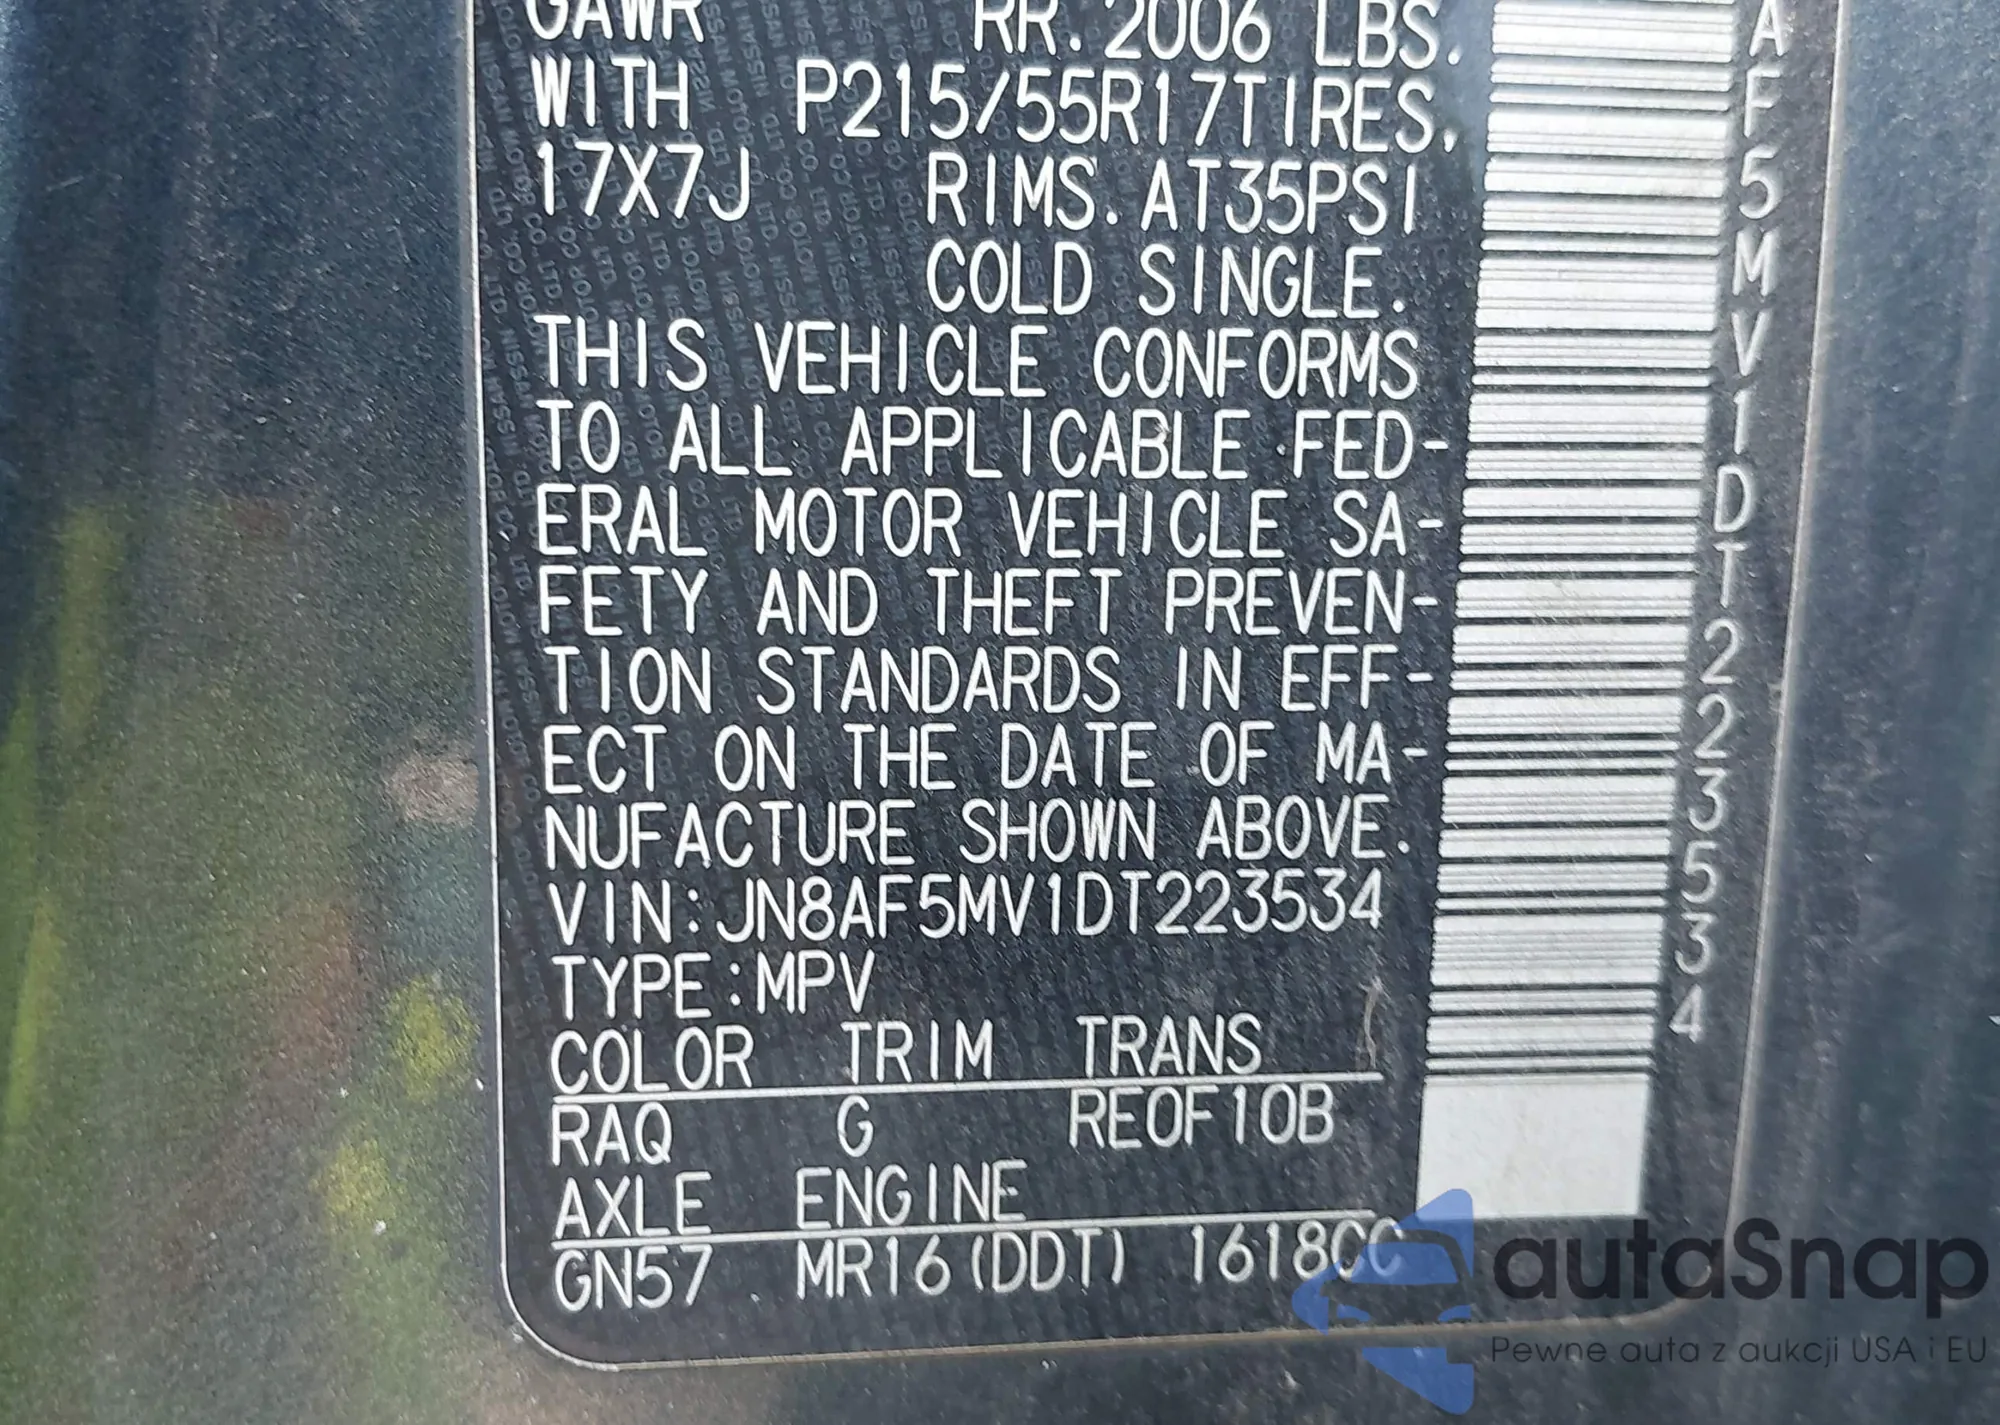 GAWR RR. 2006 LBS.
WITH P215/55R17TIRES,
17X7J RIMS. AT35PSI
COLD SINGLE.
THIS VEHICLE CONFORMS
TO ALL APPLICABLE FED-
ERAL MOTOR VEHICLE SA-
FETY AND THEFT PREVEN-
TION STANDARDS IN EFF-
ECT ON THE DATE OF MA-
NUFACTURE SHOWN ABOVE.
VIN:JN8AF5MV1DT223534
TYPE:MPV
COLOR TRIM TRANS
RAQ G RE0F10B
AXLE ENGINE
GN57 MR16(DDT) 1618CC
AF5MV1DT223534
autoSnap
Pewne auta z aukcji USA i EU